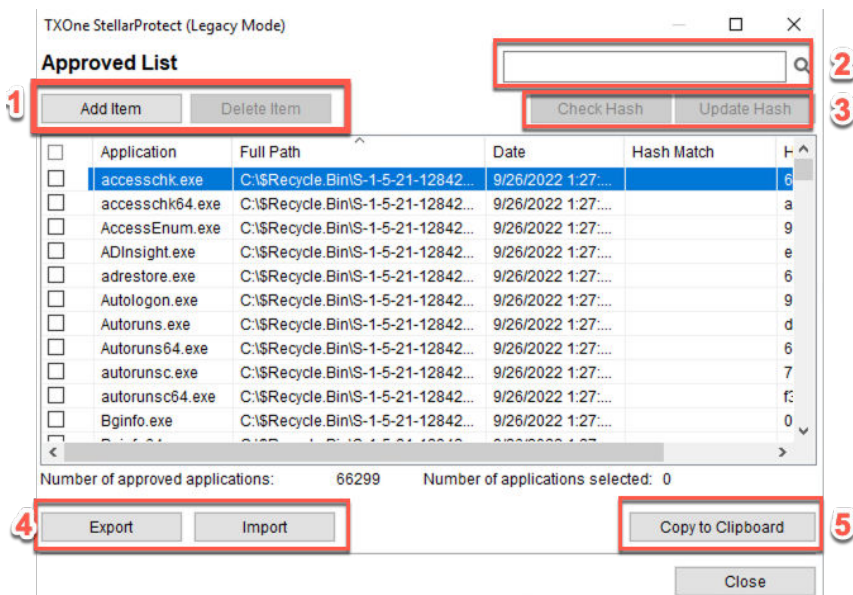 TXOne StellarProtect (Legacy Mode)
Approved List
2
1
Add Item Delete Item Check Hash Update Hash
3
Application Full Path Date Hash Match
accesschk.exe C:\$Recycle.Bin\S-1-5-21-12842... 9/26/2022 1:27:... 6
accesschk64.exe C:\$Recycle.Bin\S-1-5-21-12842... 9/26/2022 1:27:... a
AccessEnum.exe C:\$Recycle.Bin\S-1-5-21-12842... 9/26/2022 1:27:... 9
ADInsight.exe C:\$Recycle.Bin\S-1-5-21-12842... 9/26/2022 1:27:... e
adrestore.exe C:\$Recycle.Bin\S-1-5-21-12842... 9/26/2022 1:27:... 6
Autologon.exe C:\$Recycle.Bin\S-1-5-21-12842... 9/26/2022 1:27:... 9
Autoruns.exe C:\$Recycle.Bin\S-1-5-21-12842... 9/26/2022 1:27:... d
Autoruns64.exe C:\$Recycle.Bin\S-1-5-21-12842... 9/26/2022 1:27:... 6
autorunsc.exe C:\$Recycle.Bin\S-1-5-21-12842... 9/26/2022 1:27:... 7
autorunsc64.exe C:\$Recycle.Bin\S-1-5-21-12842... 9/26/2022 1:27:... f3
Bginfo.exe C:\$Recycle.Bin\S-1-5-21-12842... 9/26/2022 1:27:... 0
Number of approved applications: 66299 Number of applications selected: 0
4 Export Import Copy to Clipboard 5
Close